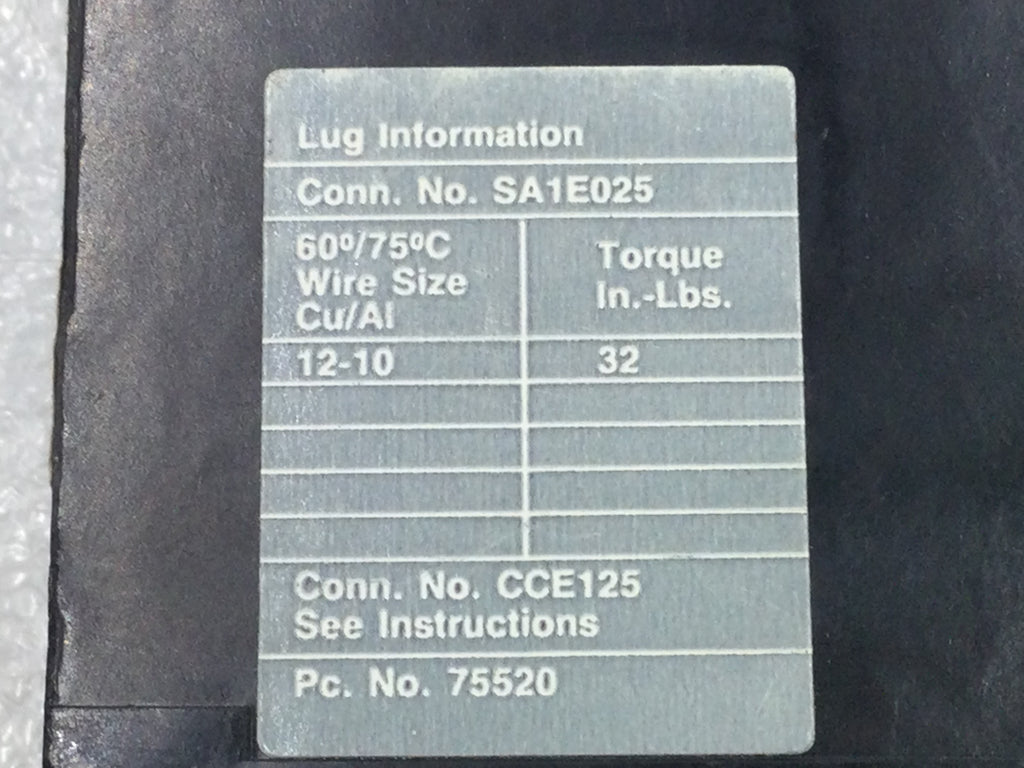 Lug Information
Conn. No. SA1E025
60º/75ºC
Wire Size
Cu/Al
Torque
In.-Lbs.
12-10 32
Conn. No. CCE125
See Instructions
Pc. No. 75520